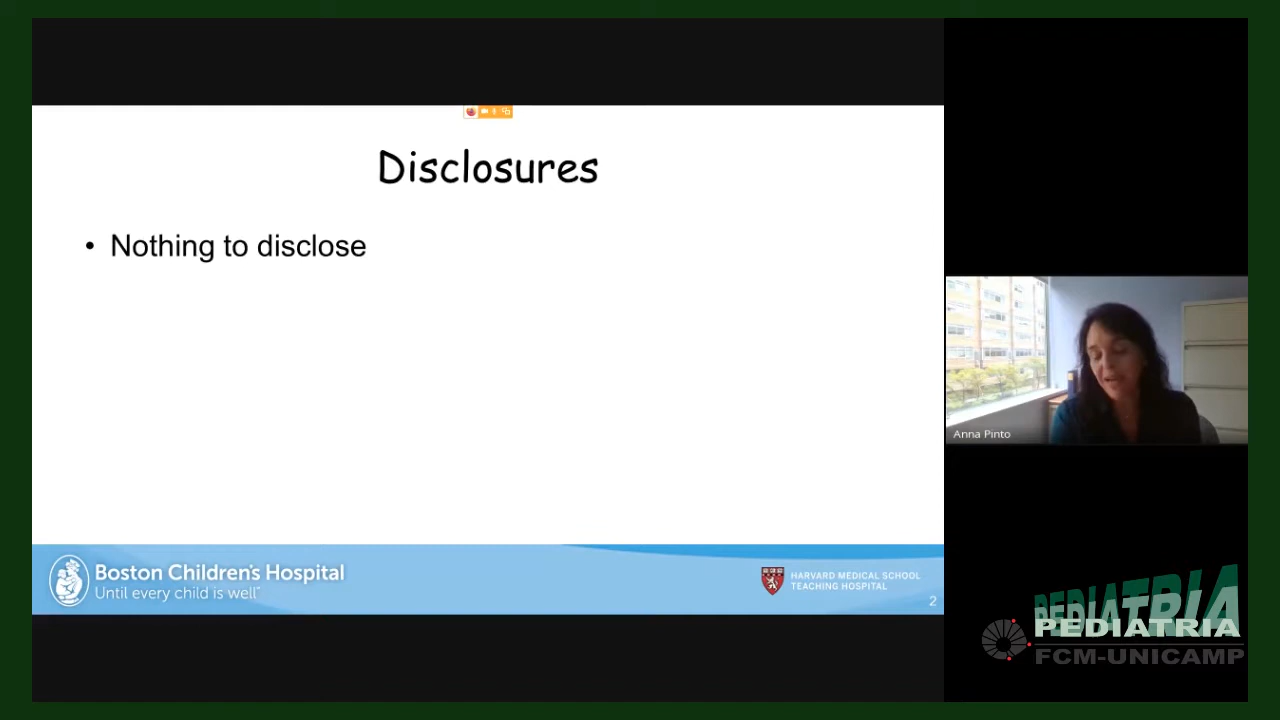 Disclosures
• Nothing to disclose
Boston Children's Hospital
Until every child is well
HARVARD MEDICAL SCHOOL
TEACHING HOSPITAL
2
Anna Pinto
PEDIATRIA
PEDIATRIA
FCM-UNICAMP